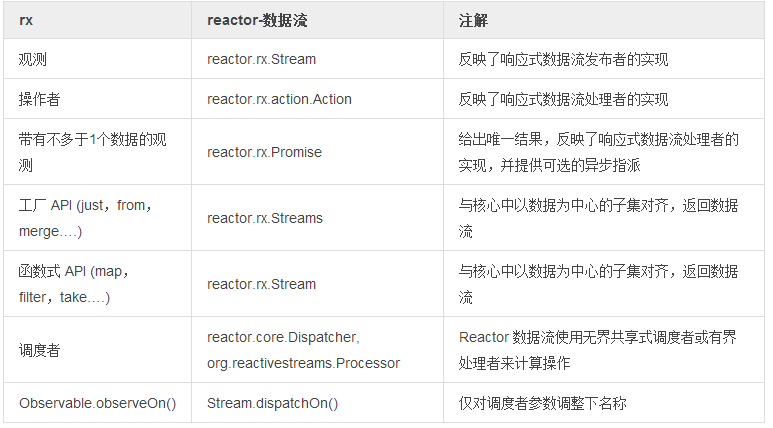 rx reactor-数据流 注解
观测 reactor.rx.Stream 反映了响应式数据流发布者的实现
操作者 reactor.rx.action.Action 反映了响应式数据流处理者的实现
带有不多于1个数据的观
测
reactor.rx.Promise
给出唯一结果，反映了响应式数据流处理者的
实现，并提供可选的异步指派
工厂 API (just，from，
merge.…)
reactor.rx.Streams
与核心中以数据为中心的子集对齐，返回数据
流
函数式 API (map，
filter，take.…)
reactor.rx.Stream
与核心中以数据为中心的子集对齐，返回数据
流
调度者
reactor.core.Dispatcher,
org.reactivestreams.Processor
Reactor 数据流使用无界共享式调度者或有界
处理者来计算操作
Observable.observeOn() Stream.dispatchOn() 仅对调度者参数调整下名称